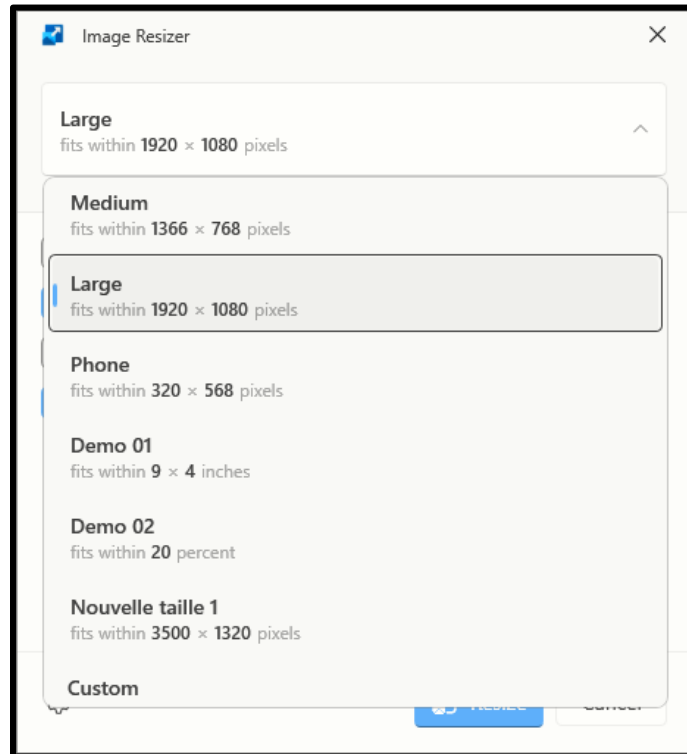 Image Resizer
Large
fits within 1920 × 1080 pixels
Medium
fits within 1366 × 768 pixels
Large
fits within 1920 × 1080 pixels
Phone
fits within 320 × 568 pixels
Demo 01
fits within 9 × 4 inches
Demo 02
fits within 20 percent
Nouvelle taille 1
fits within 3500 × 1320 pixels
Custom
Resize Cancel